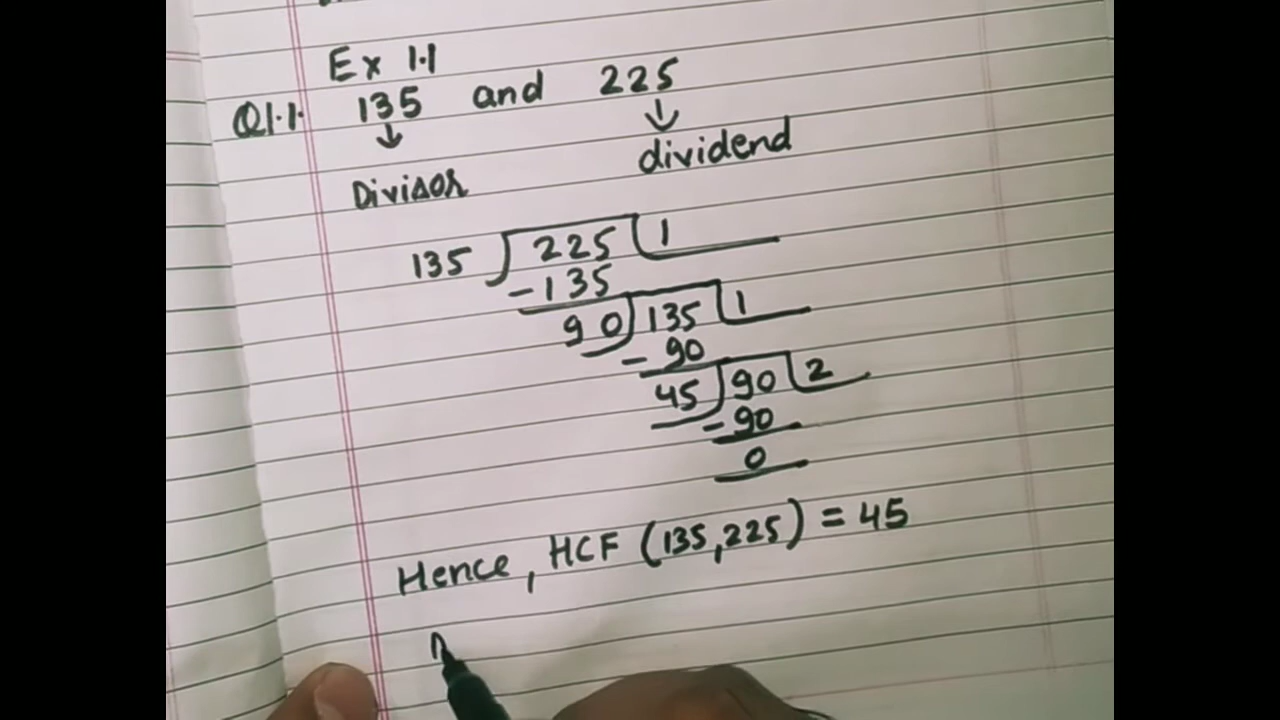 Ex 1.1
Q1.1. 135 and 225
↓ ↓
Divisor dividend
135 ) 225 ( 1
- 135
90 ) 135 ( 1
- 90
45 ) 90 ( 2
- 90
0
Hence, HCF (135,225) = 45